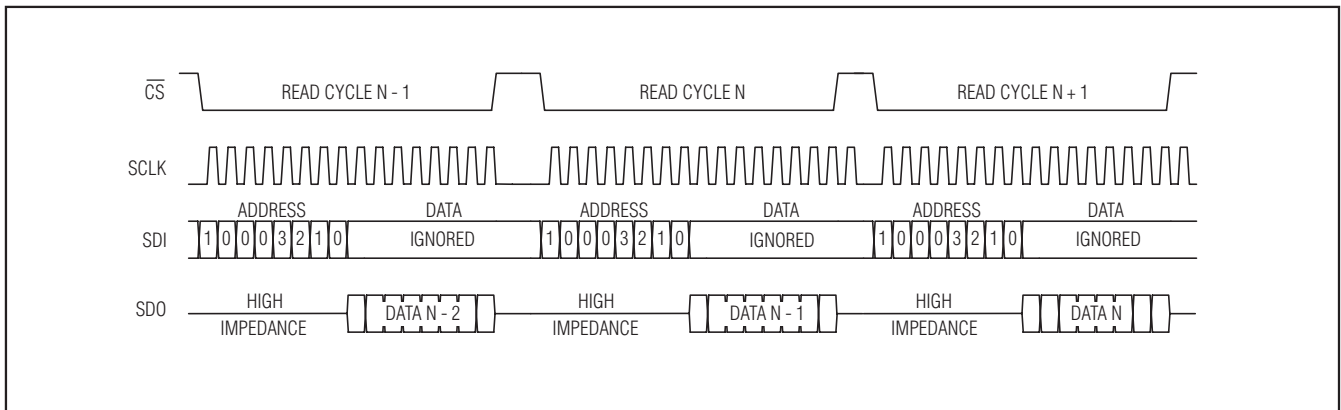 CS READ CYCLE N - 1 READ CYCLE N READ CYCLE N + 1
SCLK
ADDRESS DATA ADDRESS DATA ADDRESS DATA
SDI 1 0 0 0 3 2 1 0 IGNORED 1 0 0 0 3 2 1 0 IGNORED 1 0 0 0 3 2 1 0 IGNORED
SDO HIGH IMPEDANCE DATA N - 2 HIGH IMPEDANCE DATA N - 1 HIGH IMPEDANCE DATA N